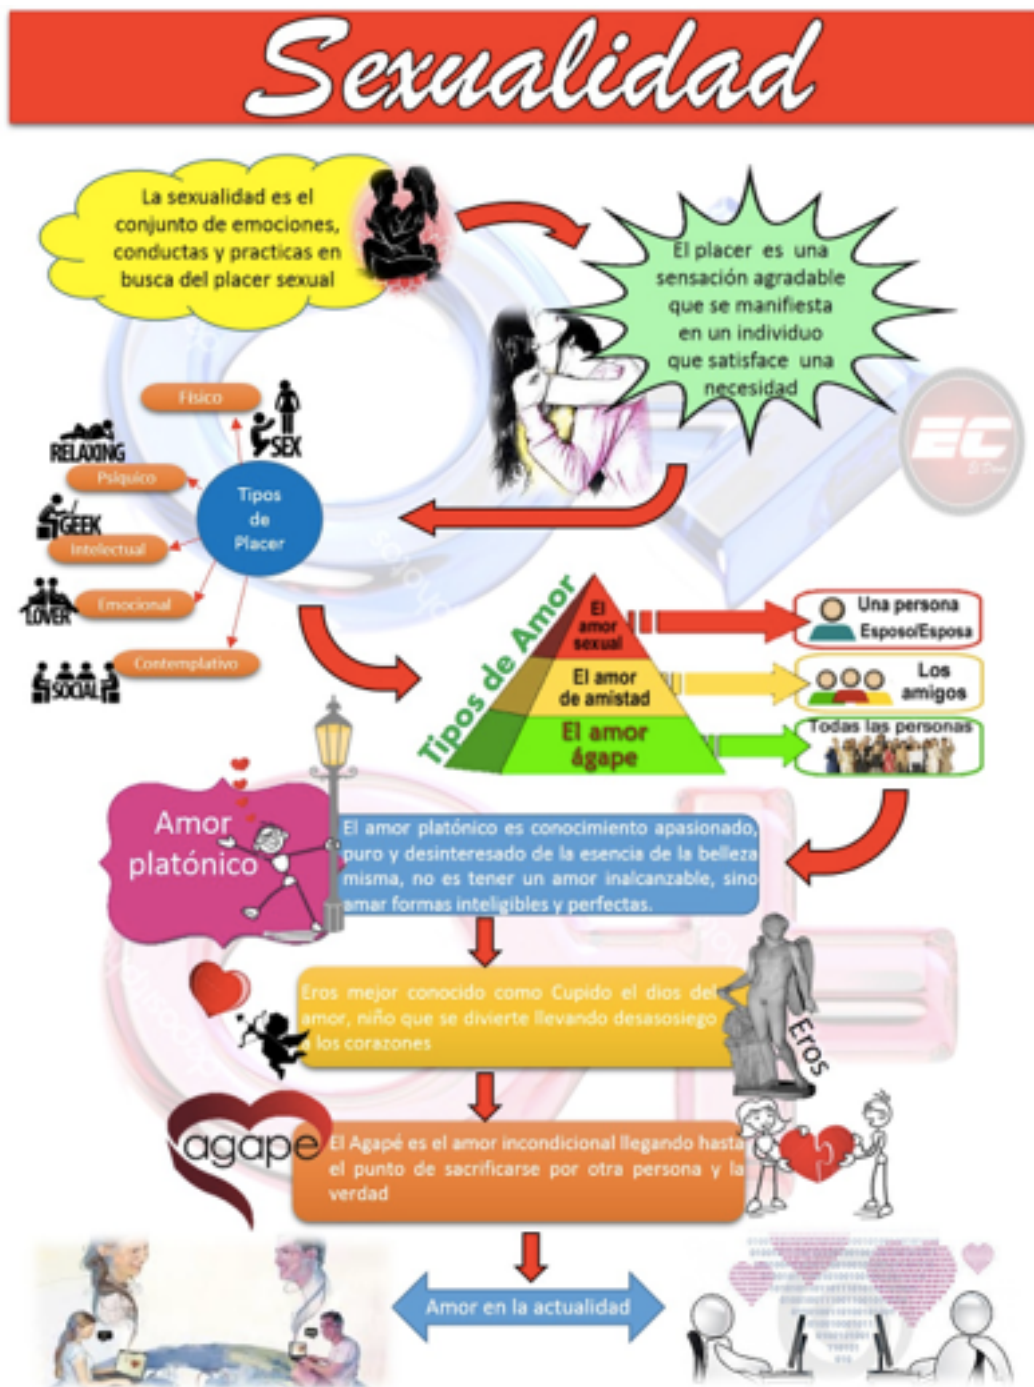 Sexualidad
La sexualidad es el
conjunto de emociones,
conductas y practicas en
busca del placer sexual
El placer es una
sensación agradable
que se manifiesta
en un individuo
que satisface una
necesidad
Físico
SEX
RELAXING
Psíquico
GEEK
Intelectual
LOVER
Emocional
SOCIAL
Contemplativo
Tipos
de
Placer
EC
Tipos de Amor
El
amor
sexual
Una persona
Esposo/Esposa
El amor
de amistad
Los
amigos
El amor
ágape
Todas las personas
Amor
platónico
El amor platónico es conocimiento apasionado,
puro y desinteresado de la esencia de la belleza
misma, no es tener un amor inalcanzable, sino
amar formas inteligibles y perfectas.
Eros mejor conocido como Cupido el dios del
amor, niño que se divierte llevando desasosiego
a los corazones
Eros
agape
El Agapé es el amor incondicional llegando hasta
el punto de sacrificarse por otra persona y la
verdad
Amor en la actualidad